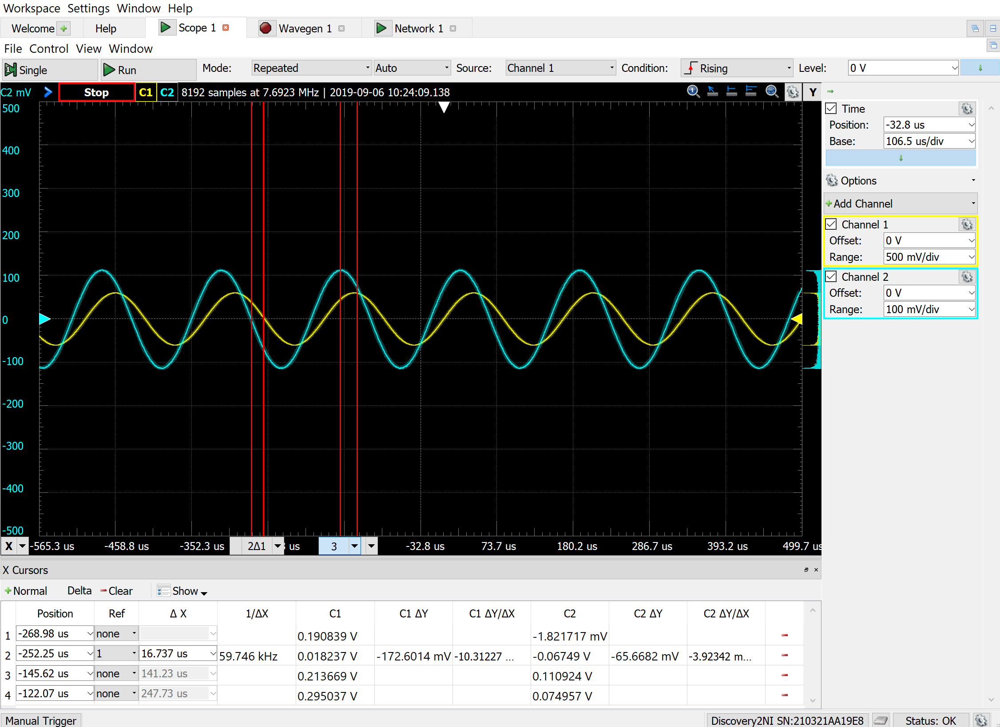 Workspace Settings Window Help
Welcome Help Scope 1 Wavegen 1 Network 1
File Control View Window
Single Run Mode: Repeated Auto Source: Channel 1 Condition: Rising Level: 0 V
C2 mV Stop C1 C2 8192 samples at 7.6923 MHz | 2019-09-06 10:24:09.138 Y
500
400
300
200
100
0
-100
-200
-300
-400
-500
X -565.3 us -458.8 us -352.3 us 2Δ1 us 3 -32.8 us 73.7 us 180.2 us 286.7 us 393.2 us 499.7 us
Time
Position: -32.8 us
Base: 106.5 us/div
Options
Add Channel
Channel 1
Offset: 0 V
Range: 500 mV/div
Channel 2
Offset: 0 V
Range: 100 mV/div
X Cursors
Normal Delta Clear Show
Position Ref Δ X 1/ΔX C1 C1 ΔY C1 ΔY/ΔX C2 C2 ΔY C2 ΔY/ΔX
1 -268.98 us none 0.190839 V -1.821717 mV
2 -252.25 us 1 16.737 us 59.746 kHz 0.018237 V -172.6014 mV -10.31227 ... -0.06749 V -65.6682 mV -3.92342 m...
3 -145.62 us none 141.23 us 0.213669 V 0.110924 V
4 -122.07 us none 247.73 us 0.295037 V 0.074957 V
Manual Trigger Discovery2NI SN:210321AA19E8 Status: OK